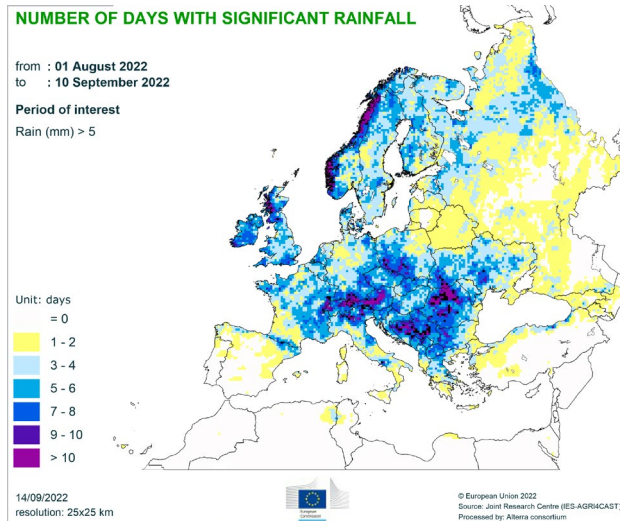 NUMBER OF DAYS WITH SIGNIFICANT RAINFALL
from : 01 August 2022
to : 10 September 2022
Period of interest
Rain (mm) > 5
Unit: days
= 0
1 - 2
3 - 4
5 - 6
7 - 8
9 - 10
> 10
14/09/2022
resolution: 25x25 km
European
Commission
© European Union 2022
Source: Joint Research Centre (IES-AGRI4CAST)
Processed by: Alterra consortium